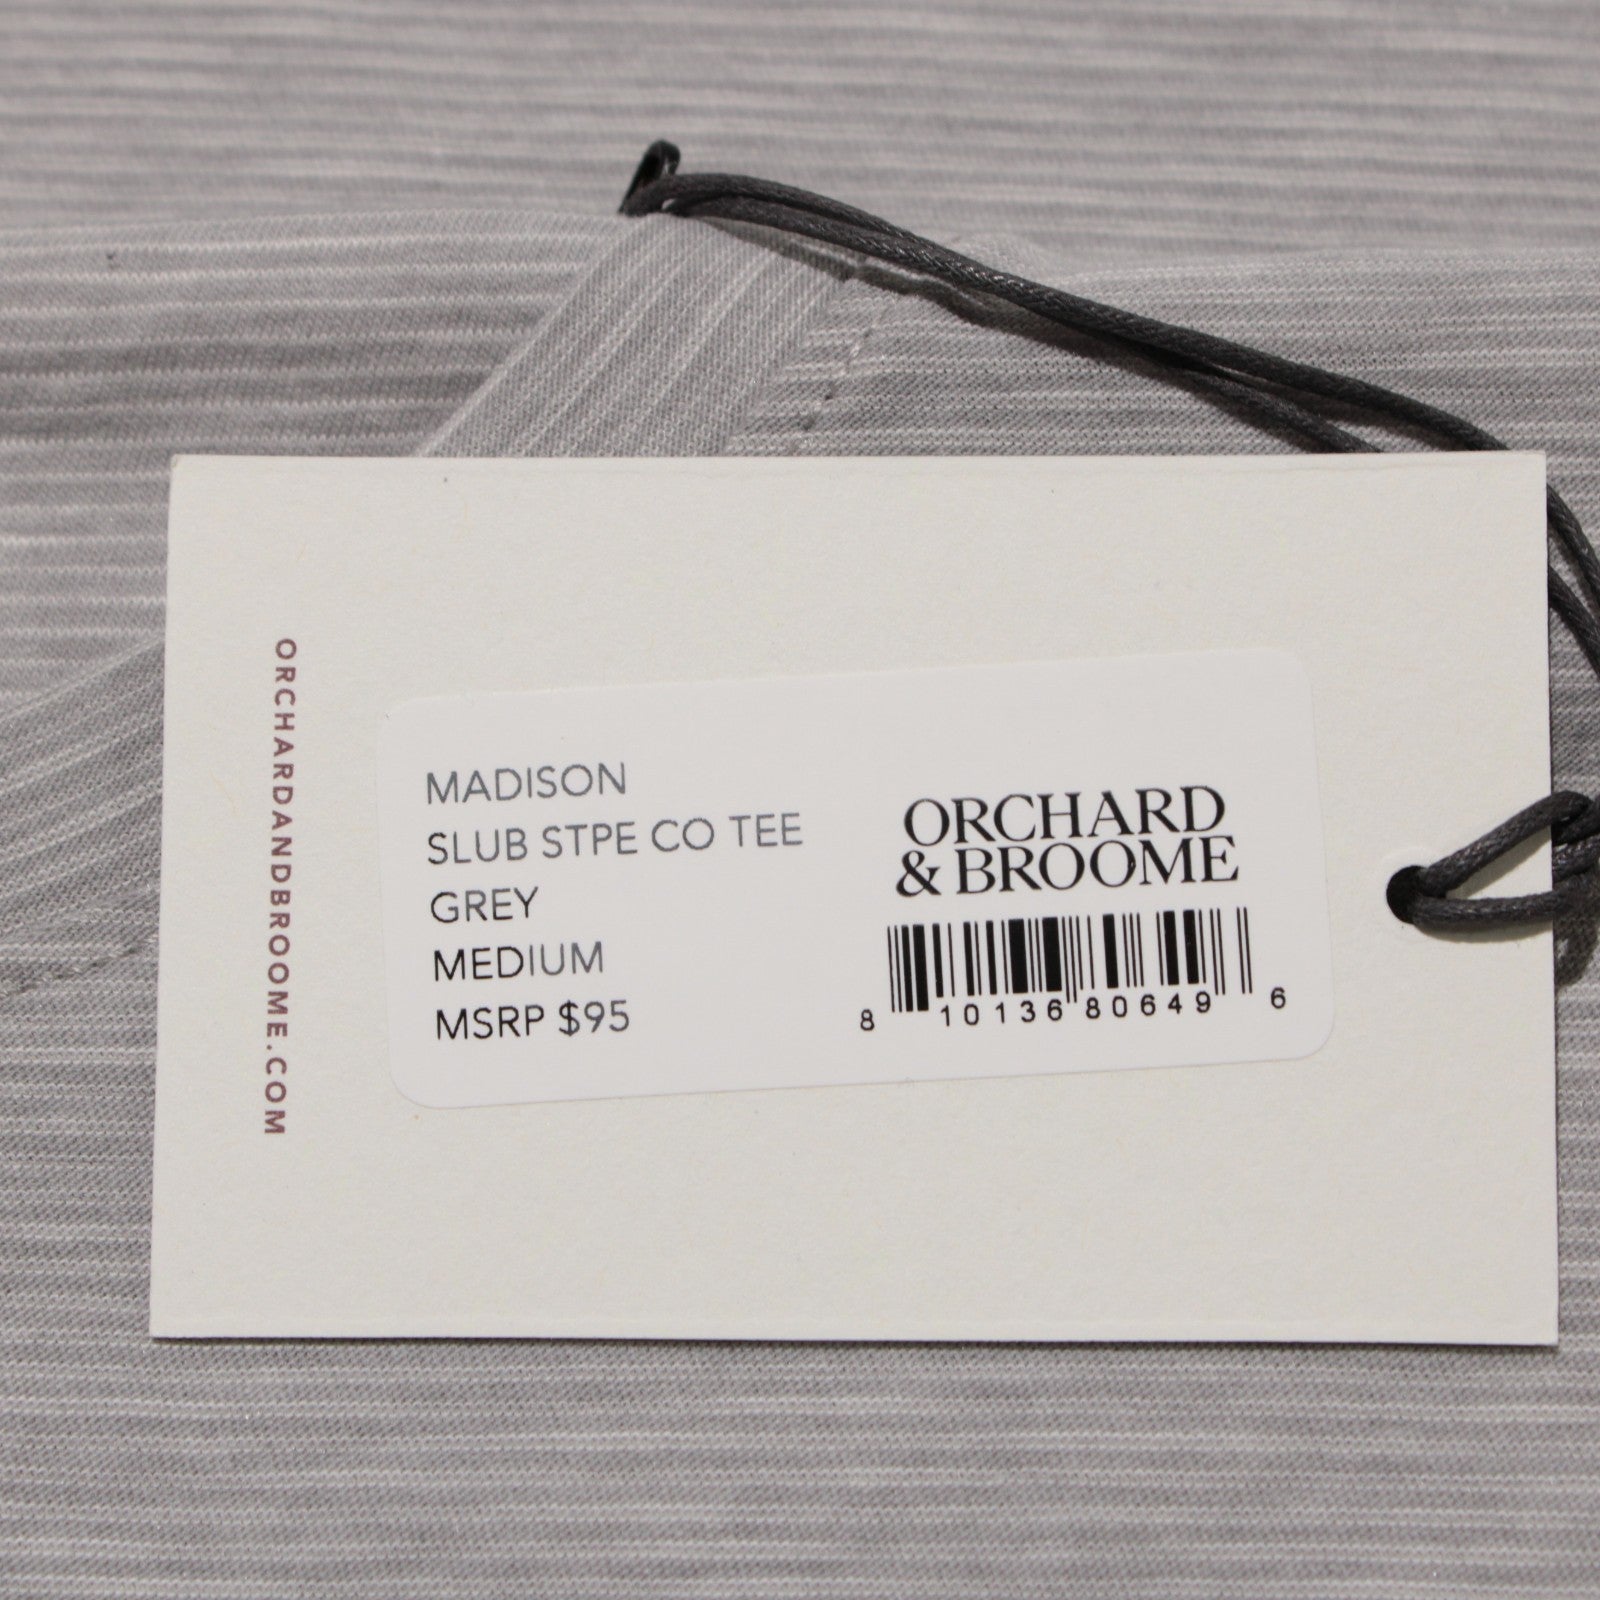 ORCHARDANDBROOME.COM
MADISON
SLUB STPE CO TEE
GREY
MEDIUM
MSRP $95
ORCHARD
& BROOME
8 10136 80649 6